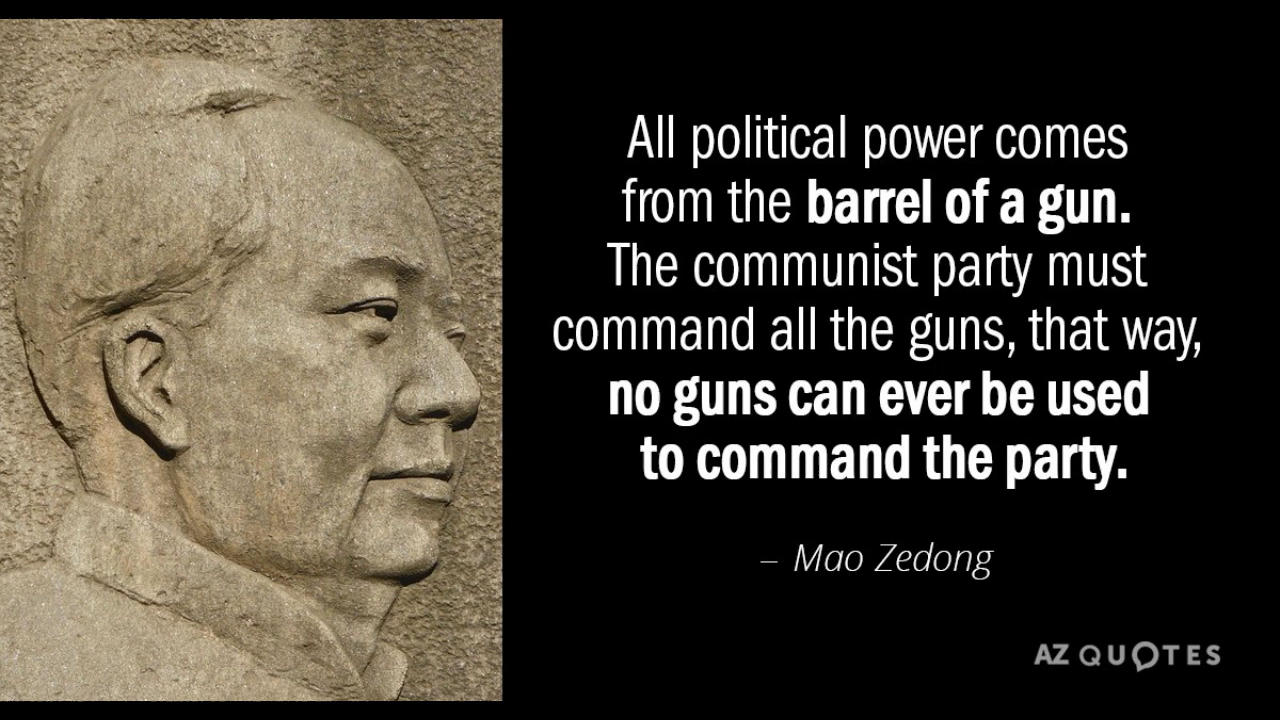 All political power comes
from the barrel of a gun.
The communist party must
command all the guns, that way,
no guns can ever be used
to command the party.
– Mao Zedong
AZ QUOTES